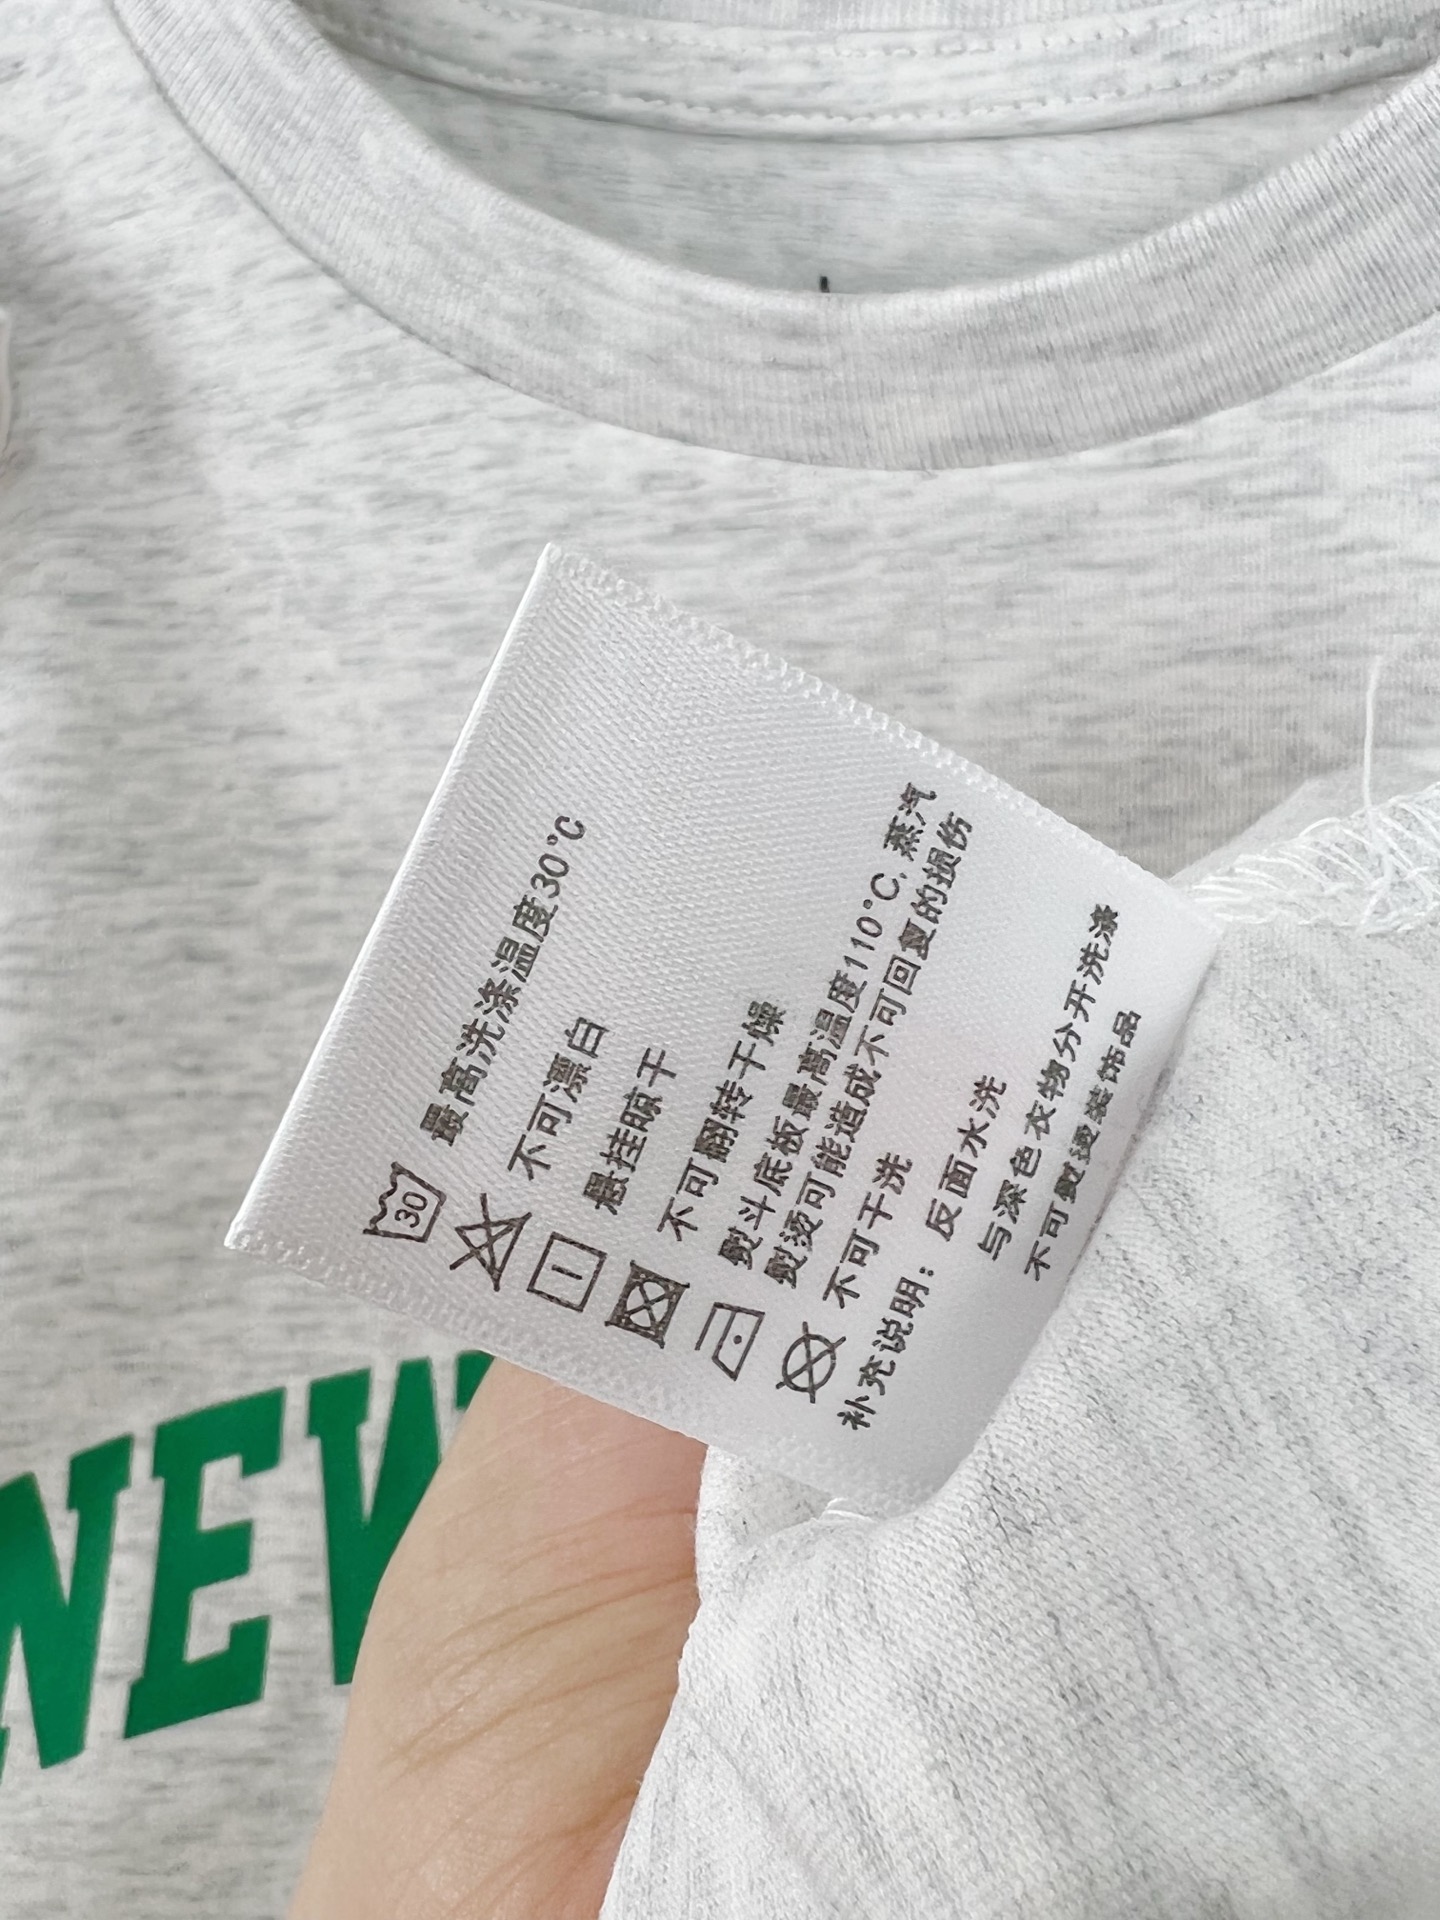 最高洗涤温度30℃
不可漂白
悬挂晾干
不可翻转干燥
熨斗底板最高温度110℃, 蒸汽
熨烫可能造成不可回复的损伤
不可干洗
补充说明: 反面水洗
与深色衣物分开洗涤
不可熨烫装饰品
30
NEW